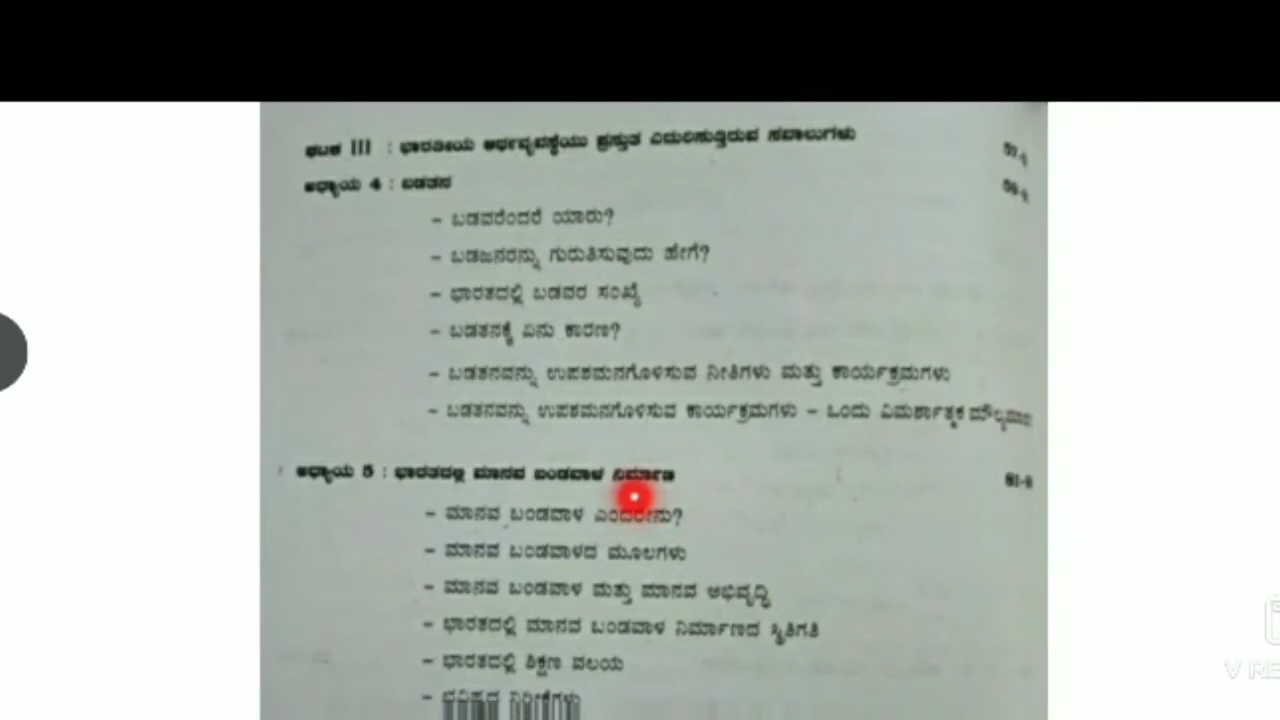 ಘಟಕ III : ಭಾರತೀಯ ಅರ್ಥವ್ಯವಸ್ಥೆಯು ಪ್ರಸ್ತುತ ಎದುರಿಸುತ್ತಿರುವ ಸವಾಲುಗಳು
ಅಧ್ಯಾಯ 4 : ಬಡತನ
– ಬಡವರೆಂದರೆ ಯಾರು?
– ಬಡಜನರನ್ನು ಗುರುತಿಸುವುದು ಹೇಗೆ?
– ಭಾರತದಲ್ಲಿ ಬಡವರ ಸಂಖ್ಯೆ
– ಬಡತನಕ್ಕೆ ಏನು ಕಾರಣ?
– ಬಡತನವನ್ನು ಉಪಶಮನಗೊಳಿಸುವ ನೀತಿಗಳು ಮತ್ತು ಕಾರ್ಯಕ್ರಮಗಳು
– ಬಡತನವನ್ನು ಉಪಶಮನಗೊಳಿಸುವ ಕಾರ್ಯಕ್ರಮಗಳು – ಒಂದು ವಿಮರ್ಶಾತ್ಮಕ
ಅಧ್ಯಾಯ 5 : ಭಾರತದಲ್ಲಿ ಮಾನವ ಬಂಡವಾಳ ನಿರ್ಮಾಣ
– ಮಾನವ ಬಂಡವಾಳ ಎಂದರೇನು?
– ಮಾನವ ಬಂಡವಾಳದ ಮೂಲಗಳು
– ಮಾನವ ಬಂಡವಾಳ ಮತ್ತು ಮಾನವ ಅಭಿವೃದ್ಧಿ
– ಭಾರತದಲ್ಲಿ ಮಾನವ ಬಂಡವಾಳ ನಿರ್ಮಾಣದ ಸ್ಥಿತಿಗತಿ
– ಭಾರತದಲ್ಲಿ ಶಿಕ್ಷಣ ವಲಯ